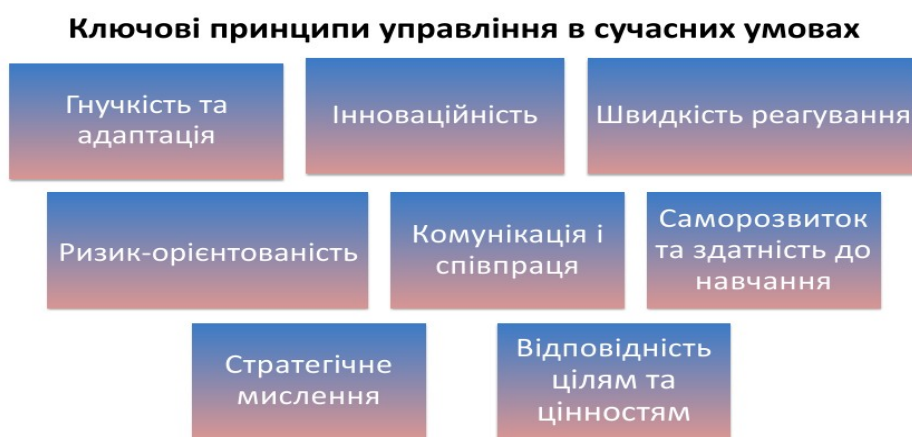 Ключові принципи управління в сучасних умовах
Гнучкість та
адаптація
Інноваційність
Швидкість реагування
Ризик-орієнтованість
Комунікація і
співпраця
Саморозвиток
та здатність до
навчання
Стратегічне
мислення
Відповідність
цілям та
цінностям